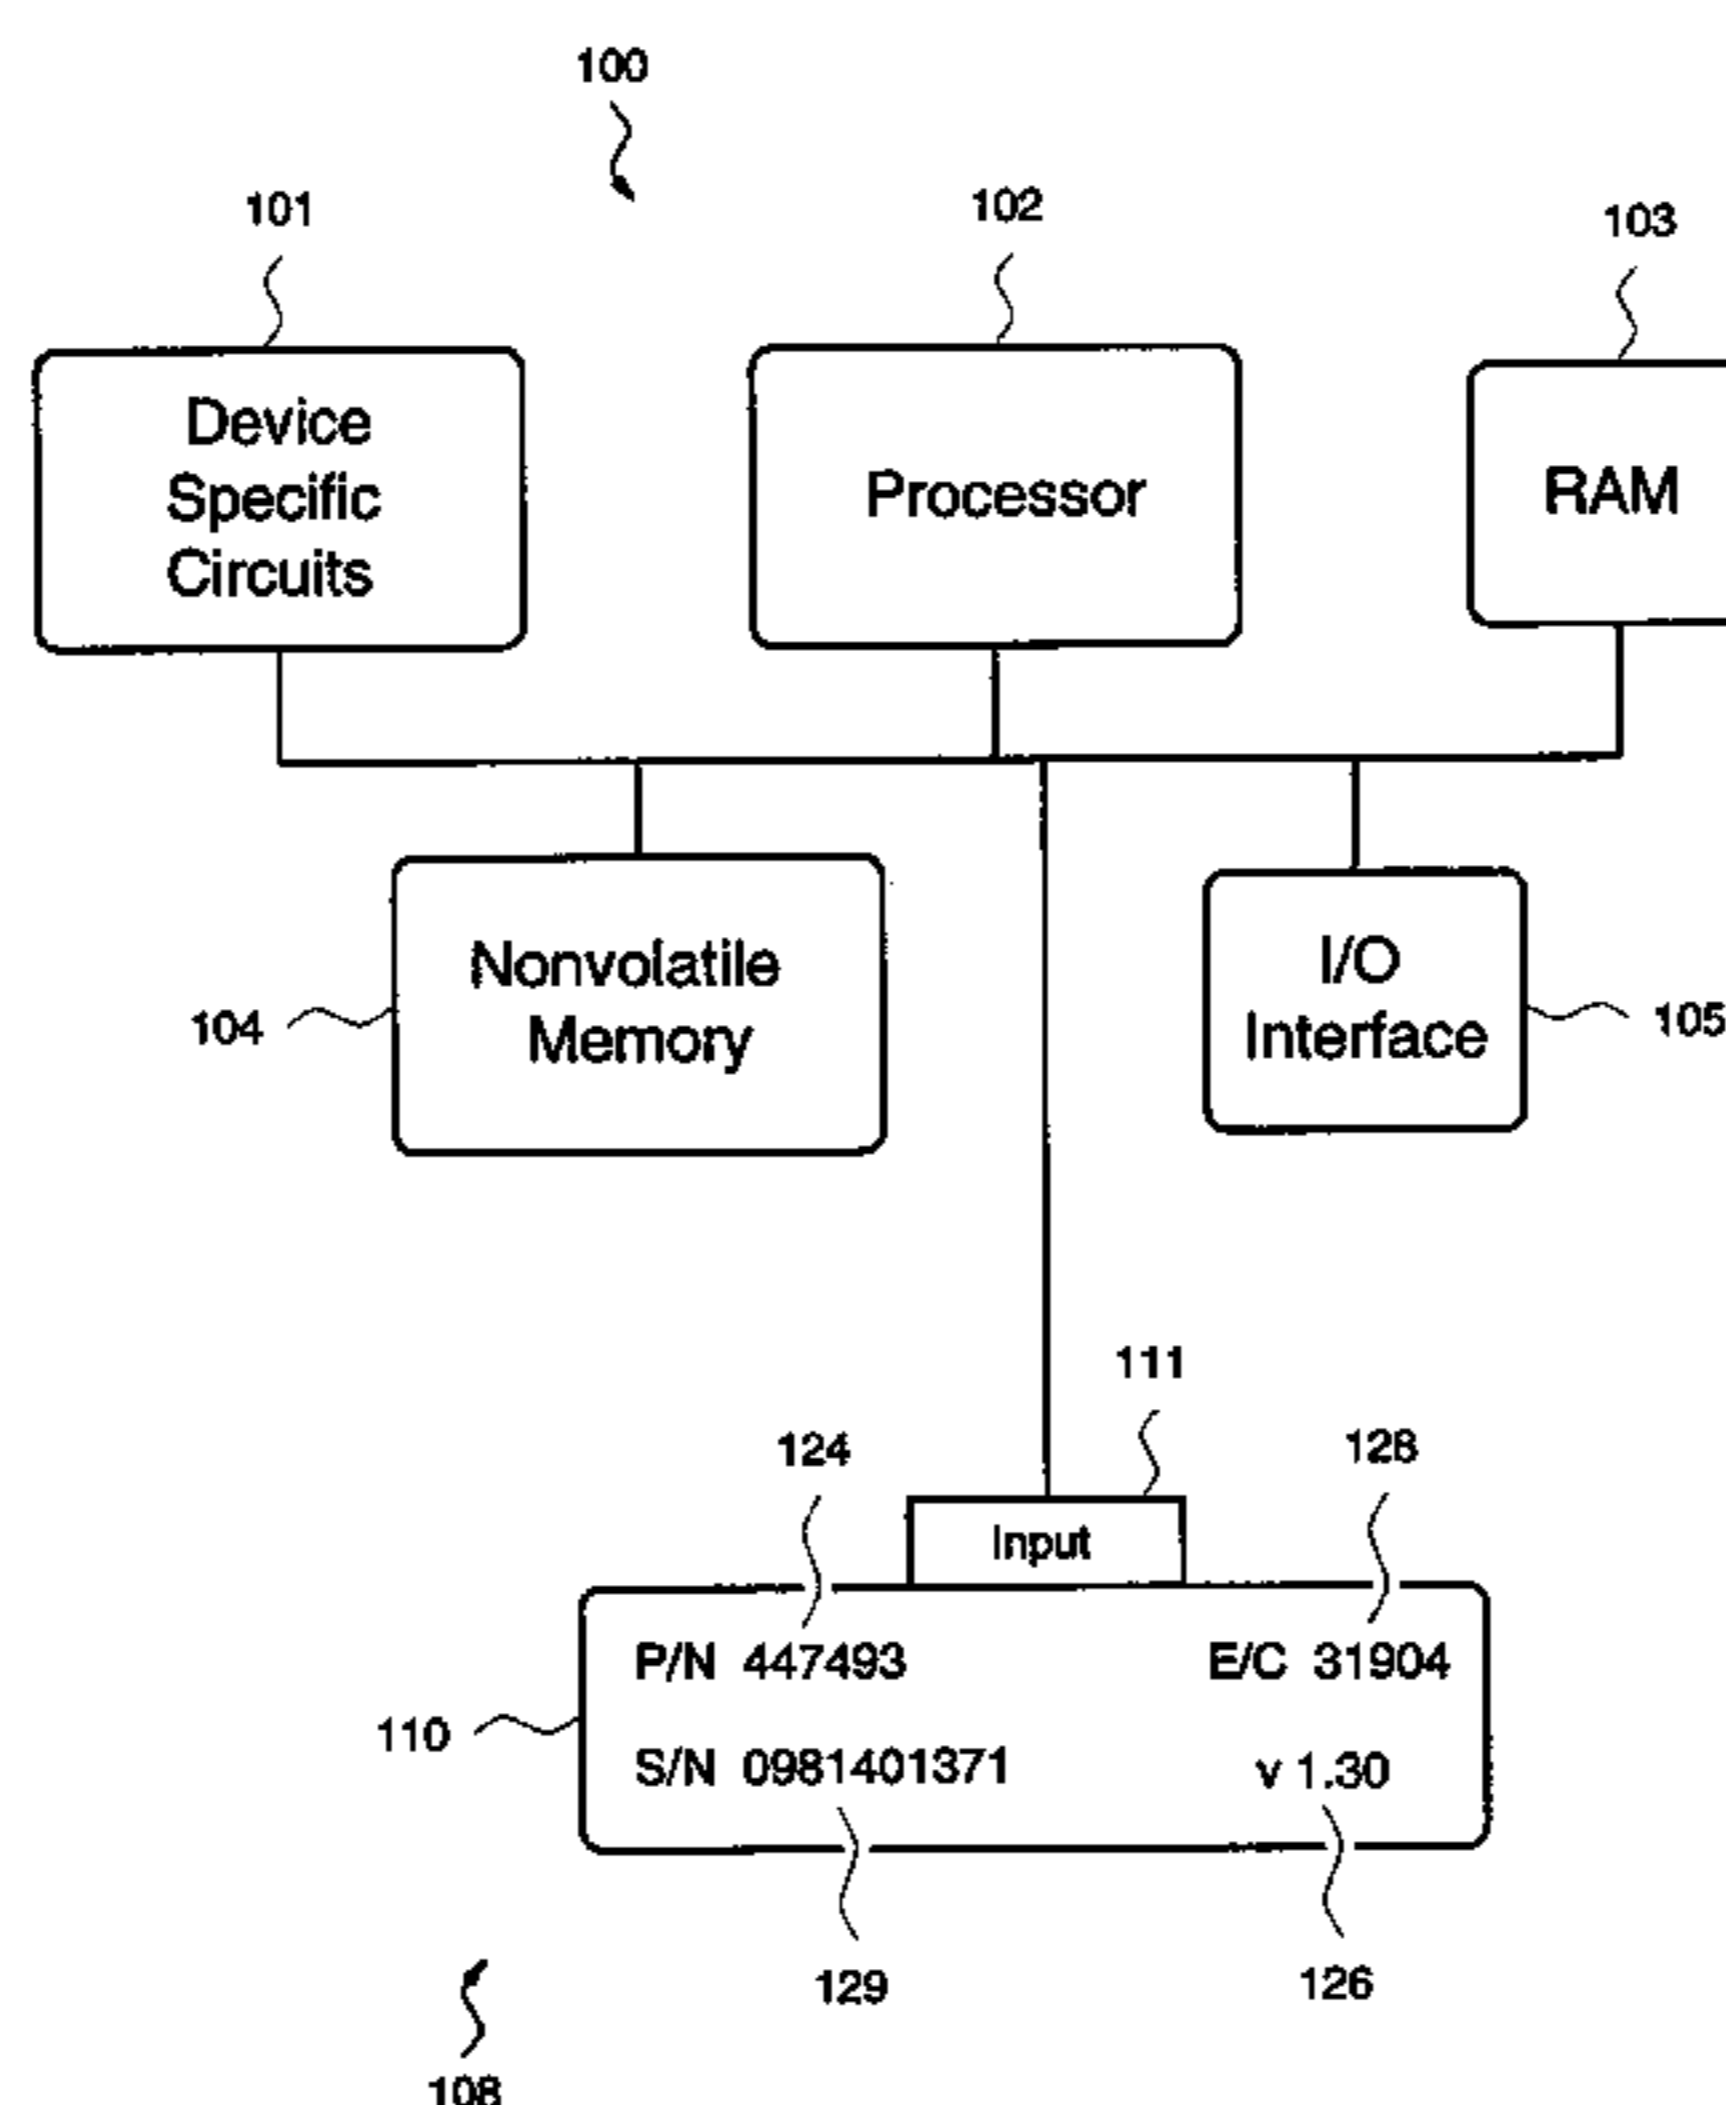 100
101
102
103
Device
Specific
Circuits
Processor
RAM
Nonvolatile
Memory
104
I/O
Interface
105
111
124
128
Input
P/N 447493
E/C 31904
110
S/N 0981401371
v 1.30
129
126
108